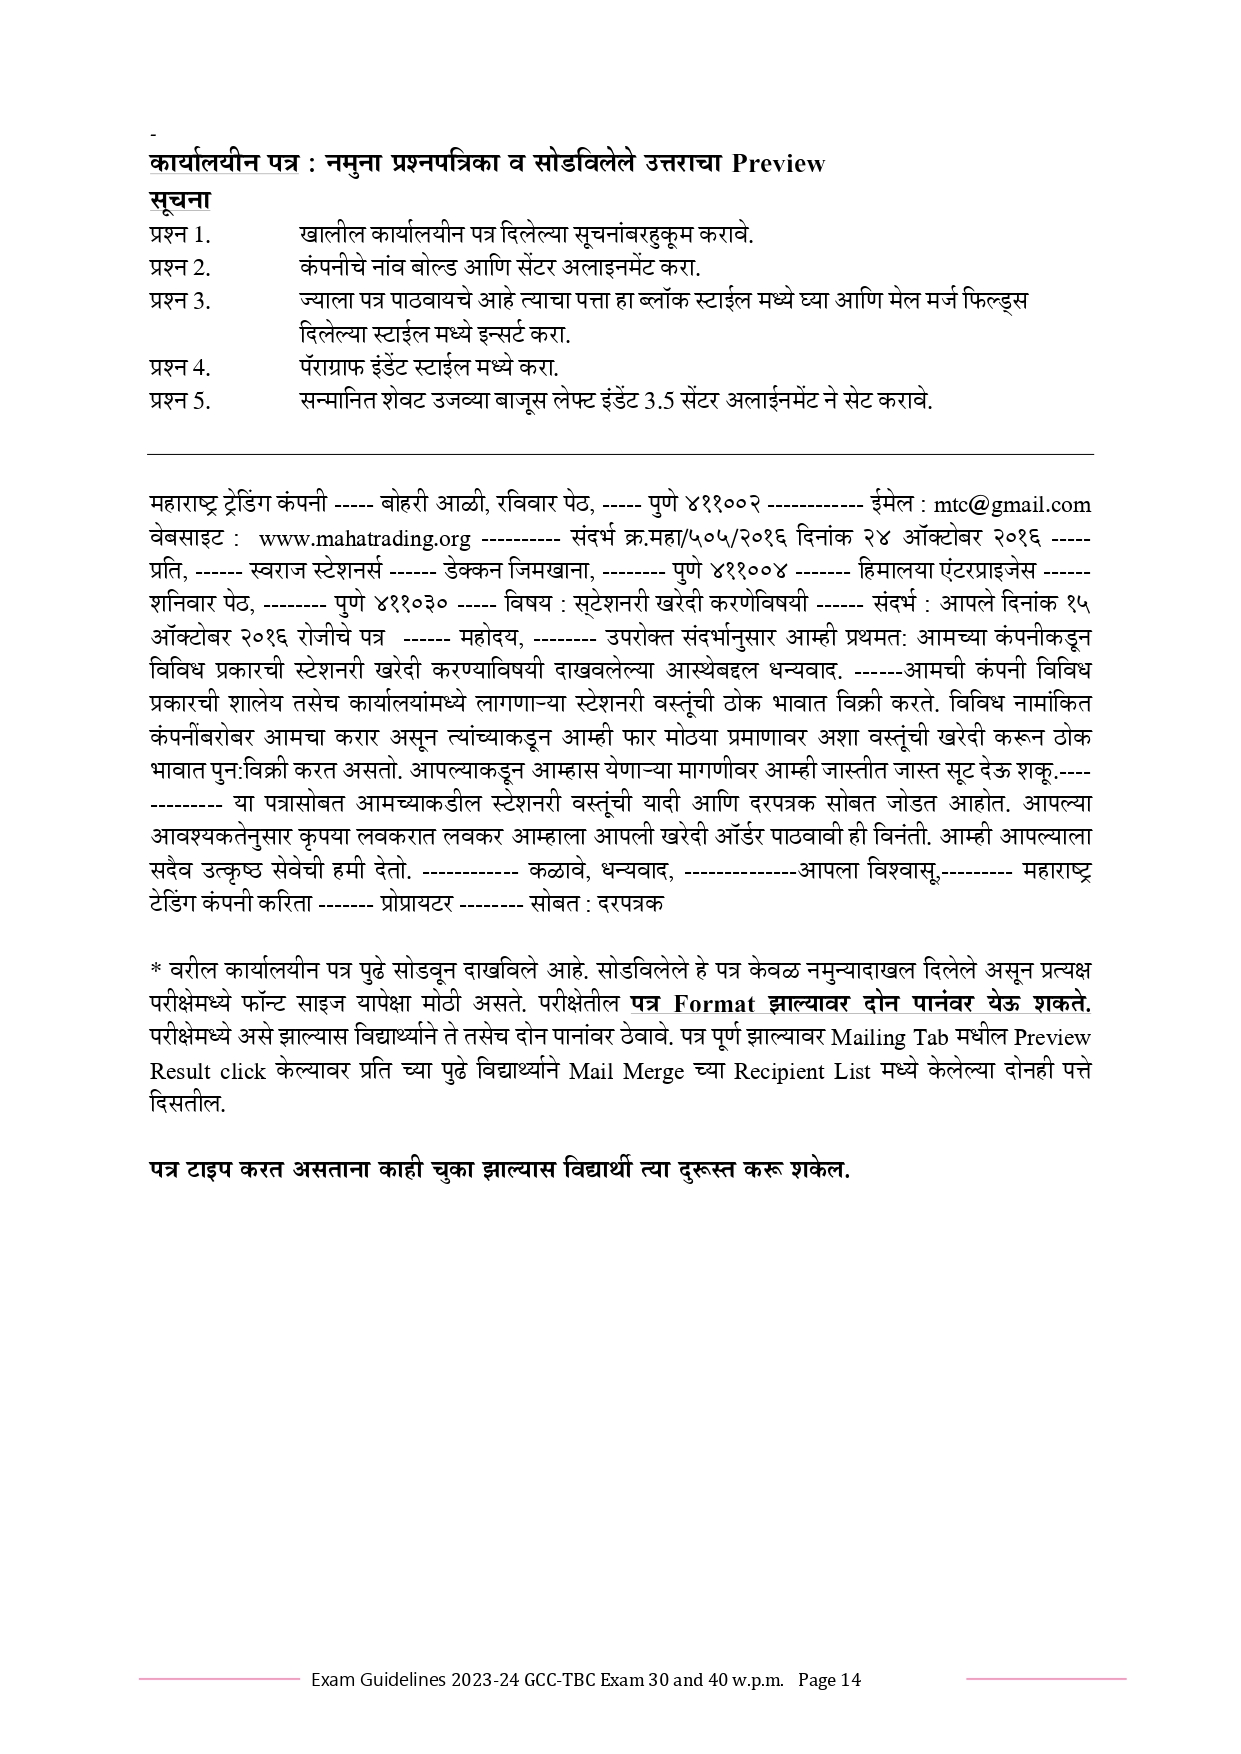 -
कार्यालयीन पत्र : नमुना प्रश्नपत्रिका व सोडविलेले उत्तराचा Preview
सूचना
प्रश्न 1. खालील कार्यालयीन पत्र दिलेल्या सूचनांबरहुकूम करावे.
प्रश्न 2. कंपनीचे नांव बोल्ड आणि सेंटर अलाइनमेंट करा.
प्रश्न 3. ज्याला पत्र पाठवायचे आहे त्याचा पत्ता हा ब्लॉक स्टाईल मध्ये घ्या आणि मेल मर्ज फिल्ड्स
दिलेल्या स्टाईल मध्ये इन्सर्ट करा.
प्रश्न 4. पॅराग्राफ इंडेंट स्टाईल मध्ये करा.
प्रश्न 5. सन्मानित शेवट उजव्या बाजूस लेफ्ट इंडेंट 3.5 सेंटर अलाईनमेंट ने सेट करावे.
महाराष्ट्र ट्रेडिंग कंपनी ----- बोहरी आळी, रविवार पेठ, ----- पुणे ४११००२ ------------ ईमेल : mtc@gmail.com
वेबसाइट : www.mahatrading.org ---------- संदर्भ क्र.महा/५०५/२०१६ दिनांक २४ ऑक्टोबर २०१६ -----
प्रति, ------ स्वराज स्टेशनर्स ------ डेक्कन जिमखाना, -------- पुणे ४११००४ ------- हिमालया एंटरप्राइजेस ------
शनिवार पेठ, -------- पुणे ४११०३० ----- विषय : स्‌टेशनरी खरेदी करणेविषयी ------ संदर्भ : आपले दिनांक १५
ऑक्टोबर २०१६ रोजीचे पत्र ------ महोदय, -------- उपरोक्त संदर्भानुसार आम्ही प्रथमत: आमच्या कंपनीकडून
विविध प्रकारची स्टेशनरी खरेदी करण्याविषयी दाखवलेल्या आस्थेबद्दल धन्यवाद. ------आमची कंपनी विविध
प्रकारची शालेय तसेच कार्यालयांमध्ये लागणाऱ्या स्टेशनरी वस्तूंची ठोक भावात विक्री करते. विविध नामांकित
कंपनींबरोबर आमचा करार असून त्यांच्याकडून आम्ही फार मोठया प्रमाणावर अशा वस्तूंची खरेदी करून ठोक
भावात पुन:विक्री करत असतो. आपल्याकडून आम्हास येणाऱ्या मागणीवर आम्ही जास्तीत जास्त सूट देऊ शकू.----
----------- या पत्रासोबत आमच्याकडील स्टेशनरी वस्तूंची यादी आणि दरपत्रक सोबत जोडत आहोत. आपल्या
आवश्यकतेनुसार कृपया लवकरात लवकर आम्हाला आपली खरेदी ऑर्डर पाठवावी ही विनंती. आम्ही आपल्याला
सदैव उत्कृष्ठ सेवेची हमी देतो. ------------ कळावे, धन्यवाद, --------------आपला विश्वासू,--------- महाराष्ट्र
टेडिंग कंपनी करिता ------- प्रोप्रायटर -------- सोबत : दरपत्रक
* वरील कार्यालयीन पत्र पुढे सोडवून दाखविले आहे. सोडविलेले हे पत्र केवळ नमुन्यादाखल दिलेले असून प्रत्यक्ष
परीक्षेमध्ये फॉन्ट साइज यापेक्षा मोठी असते. परीक्षेतील पत्र Format झाल्यावर दोन पानंवर येऊ शकते.
परीक्षेमध्ये असे झाल्यास विद्यार्थ्याने ते तसेच दोन पानांवर ठेवावे. पत्र पूर्ण झाल्यावर Mailing Tab मधील Preview
Result click केल्यावर प्रति च्या पुढे विद्यार्थ्याने Mail Merge च्या Recipient List मध्ये केलेल्या दोनही पत्ते
दिसतील.
पत्र टाइप करत असताना काही चुका झाल्यास विद्यार्थी त्या दुरूस्त करू शकेल.
Exam Guidelines 2023-24 GCC-TBC Exam 30 and 40 w.p.m. Page 14